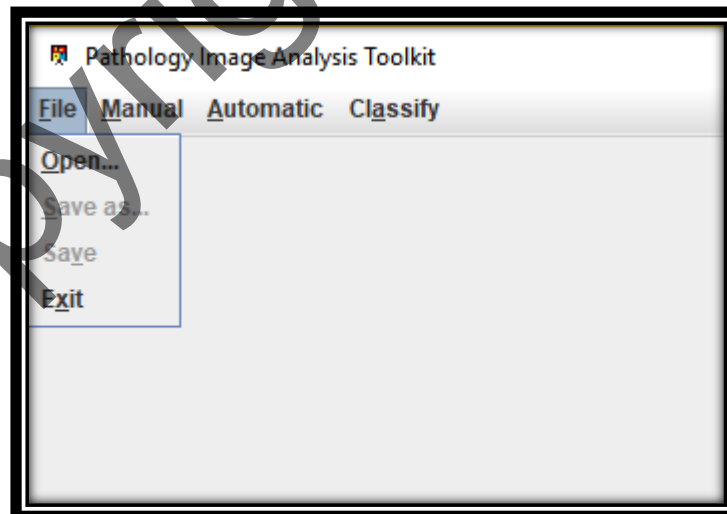 Pathology Image Analysis Toolkit
File Manual Automatic Classify
Open...
Save as...
Save
Exit